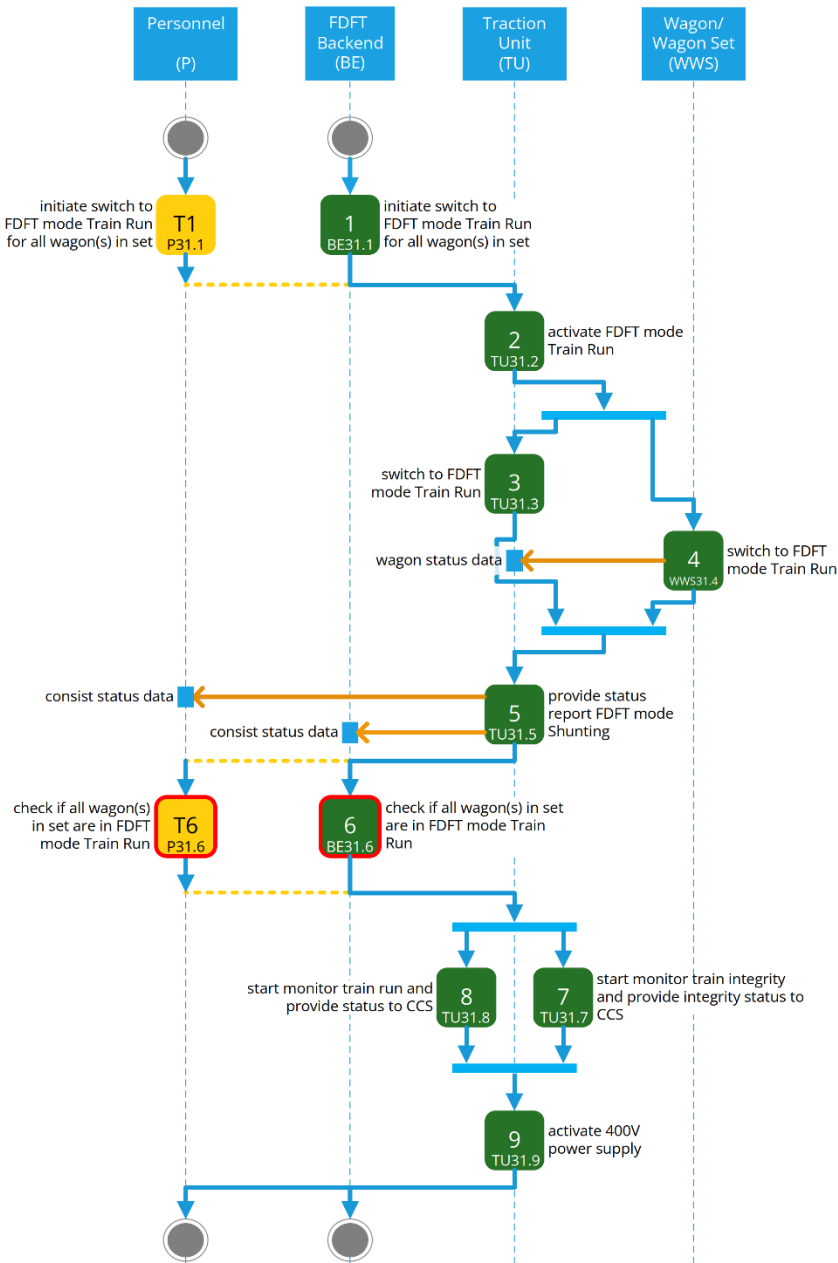 Personnel
(P)
FDFT
Backend
(BE)
Traction
Unit
(TU)
Wagon/
Wagon Set
(WWS)
initiate switch to
FDFT mode Train Run
for all wagon(s) in set
T1
P31.1
1
BE31.1
initiate switch to
FDFT mode Train Run
for all wagon(s) in set
2
TU31.2
activate FDFT mode
Train Run
switch to FDFT
mode Train Run
3
TU31.3
wagon status data
4
WWS31.4
switch to FDFT
mode Train Run
consist status data
consist status data
5
TU31.5
provide status
report FDFT mode
Shunting
check if all wagon(s)
in set are in FDFT
mode Train Run
T6
P31.6
6
BE31.6
check if all wagon(s) in set
are in FDFT mode Train
Run
start monitor train run and
provide status to CCS
8
TU31.8
7
TU31.7
start monitor train integrity
and provide integrity status to
CCS
9
TU31.9
activate 400V
power supply